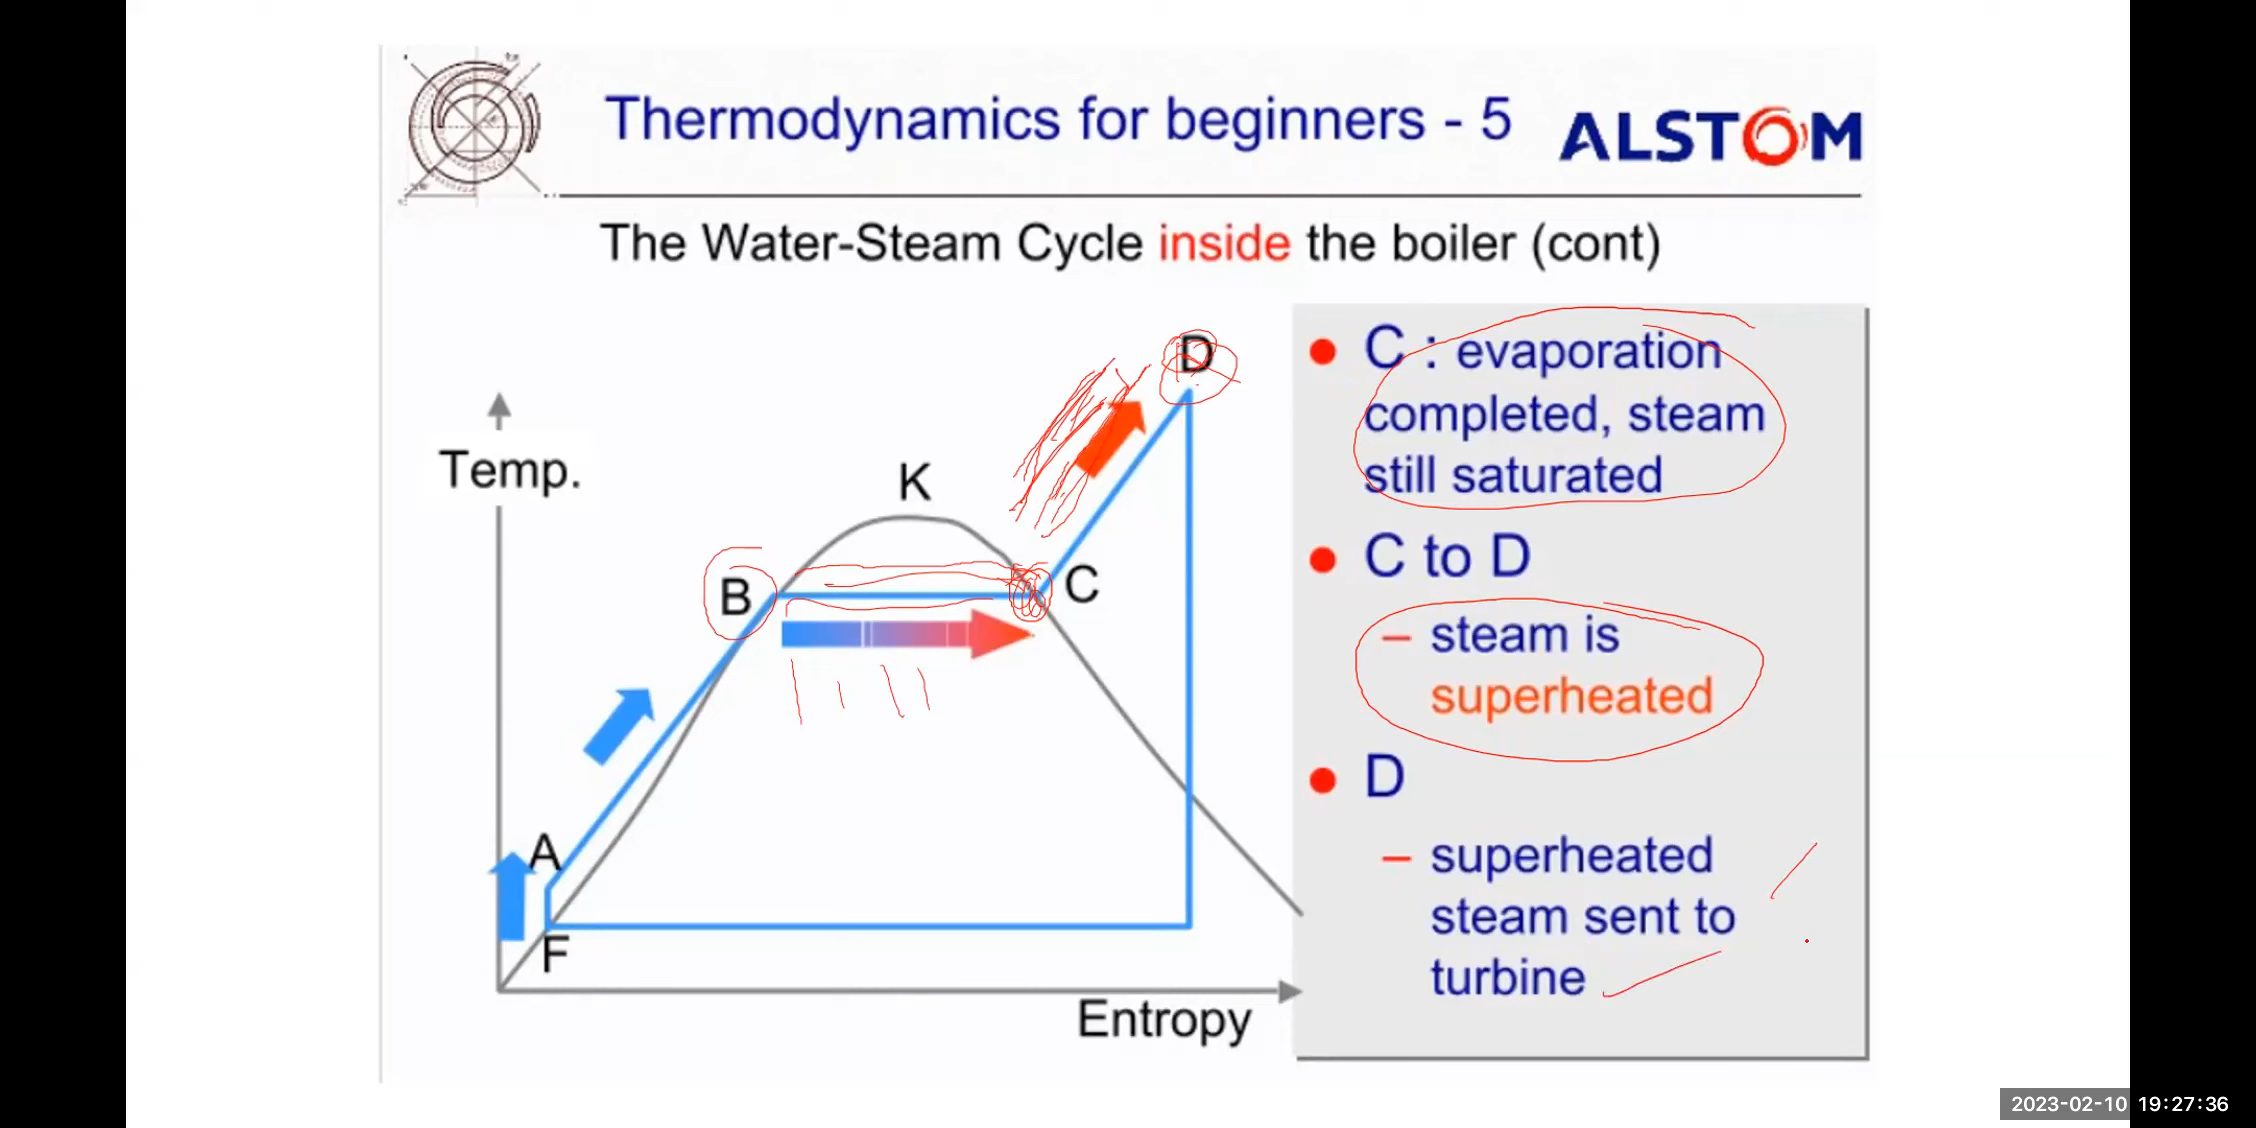 Thermodynamics for beginners - 5
ALSTOM
The Water-Steam Cycle inside the boiler (cont)
Temp.
K
D
B
C
A
F
Entropy
C : evaporation
completed, steam
still saturated
C to D
– steam is
superheated
D
– superheated
steam sent to
turbine
2023-02-10 19:27:36